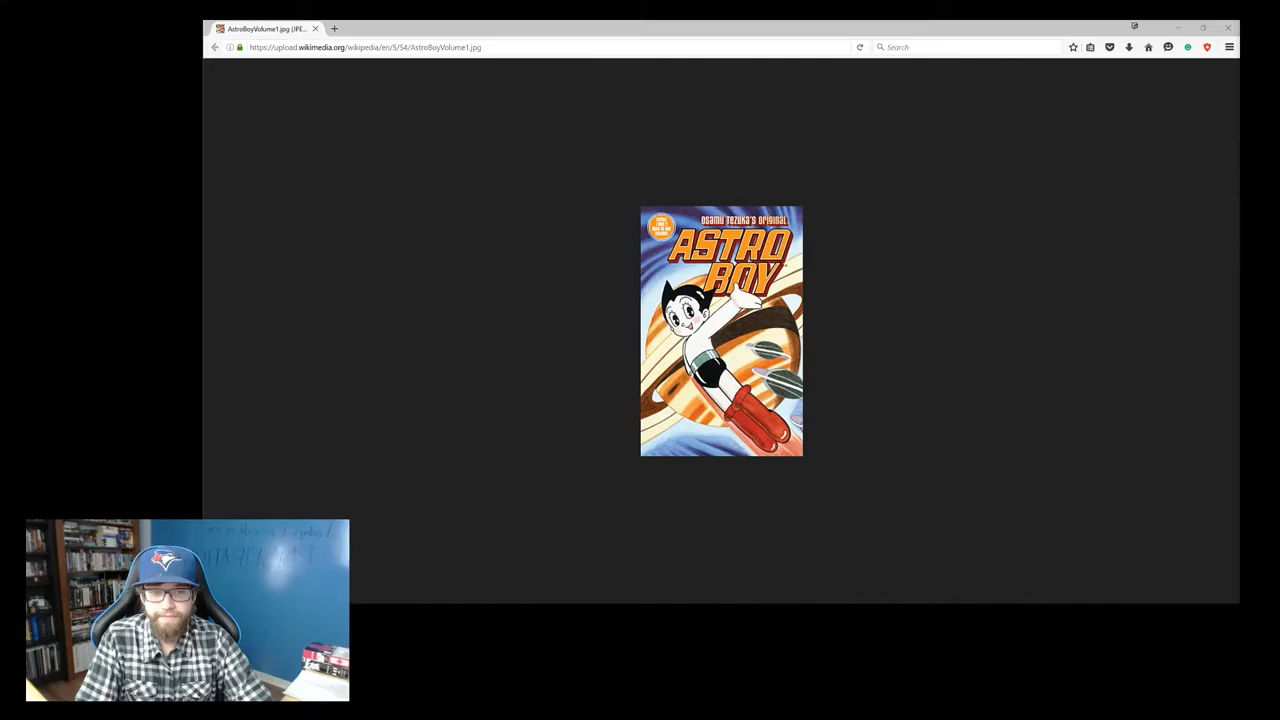 AstroBoyVolume1.jpg (JPE...
https://upload.wikimedia.org/wikipedia/en/5/54/AstroBoyVolume1.jpg
Search
OSAMU TEZUKA'S ORIGINAL
ASTRO
BOY